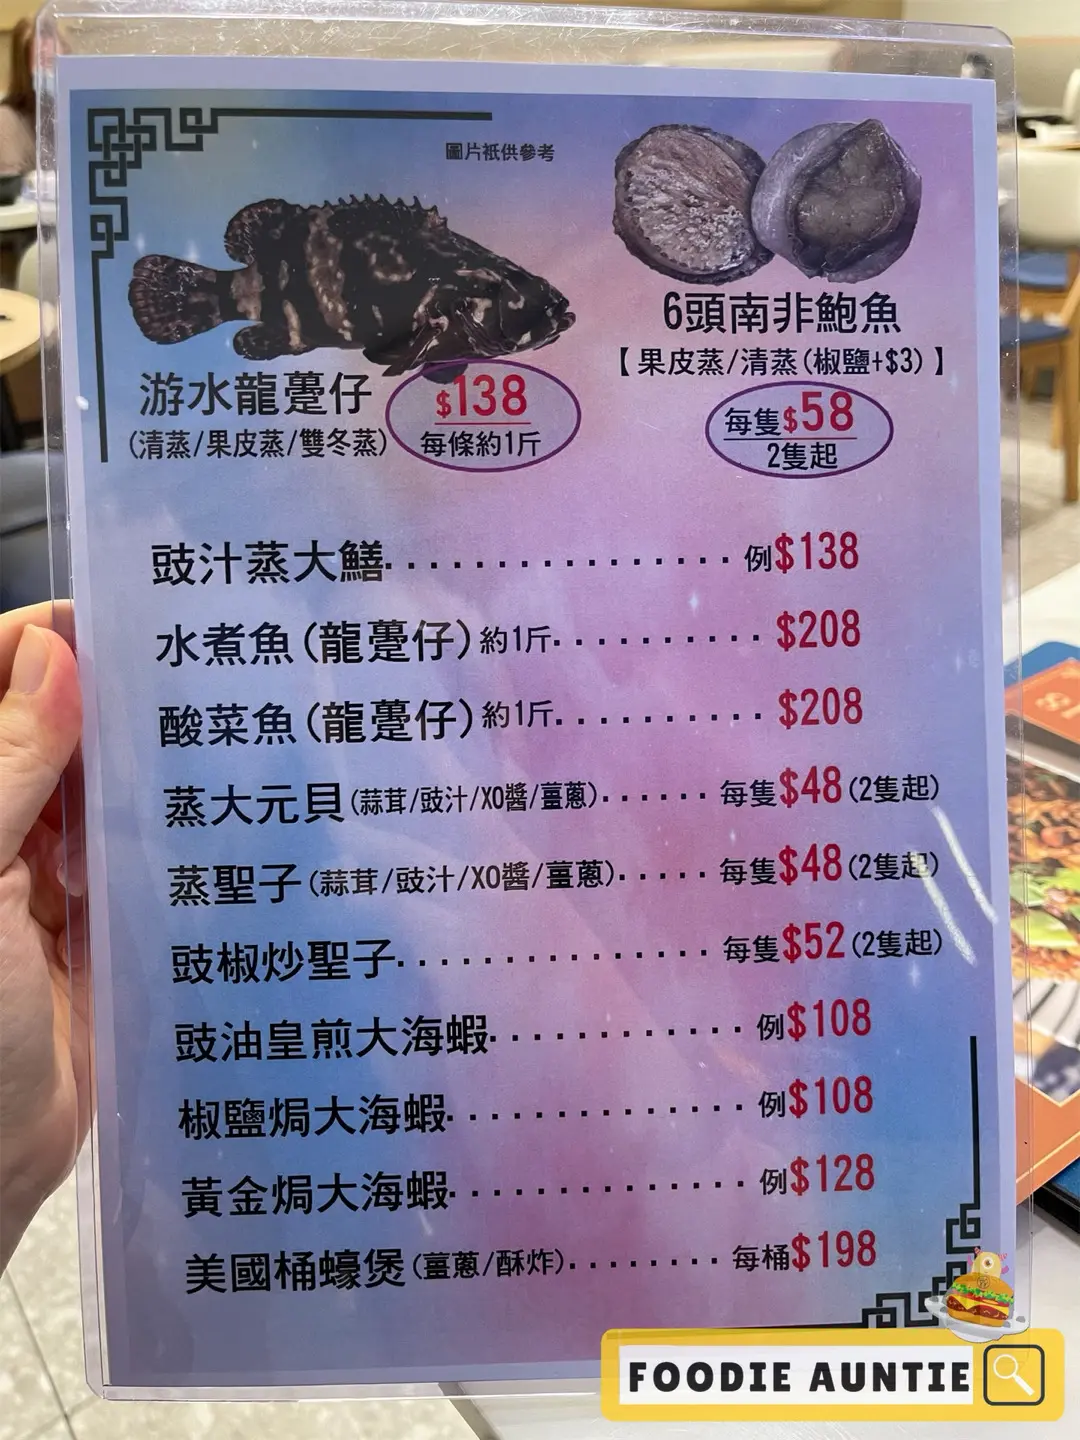 圖片衹供參考
6頭南非鮑魚
【果皮蒸/清蒸(椒鹽+$3)】
每隻$58
2隻起
游水龍躉仔
(清蒸/果皮蒸/雙冬蒸)
$138
每條約1斤
豉汁蒸大鱔................例$138
水煮魚(龍躉仔)約1斤..........$208
酸菜魚(龍躉仔)約1斤..........$208
蒸大元貝(蒜茸/豉汁/XO醬/薑蔥)......每隻$48(2隻起)
蒸聖子(蒜茸/豉汁/XO醬/薑蔥).....每隻$48(2隻起)
豉椒炒聖子..............每隻$52(2隻起)
豉油皇煎大海蝦............例$108
椒鹽焗大海蝦..............例$108
黃金焗大海蝦..............例$128
美國桶蠔煲(薑蔥/酥炸)........每桶$198
FOODIE AUNTIE